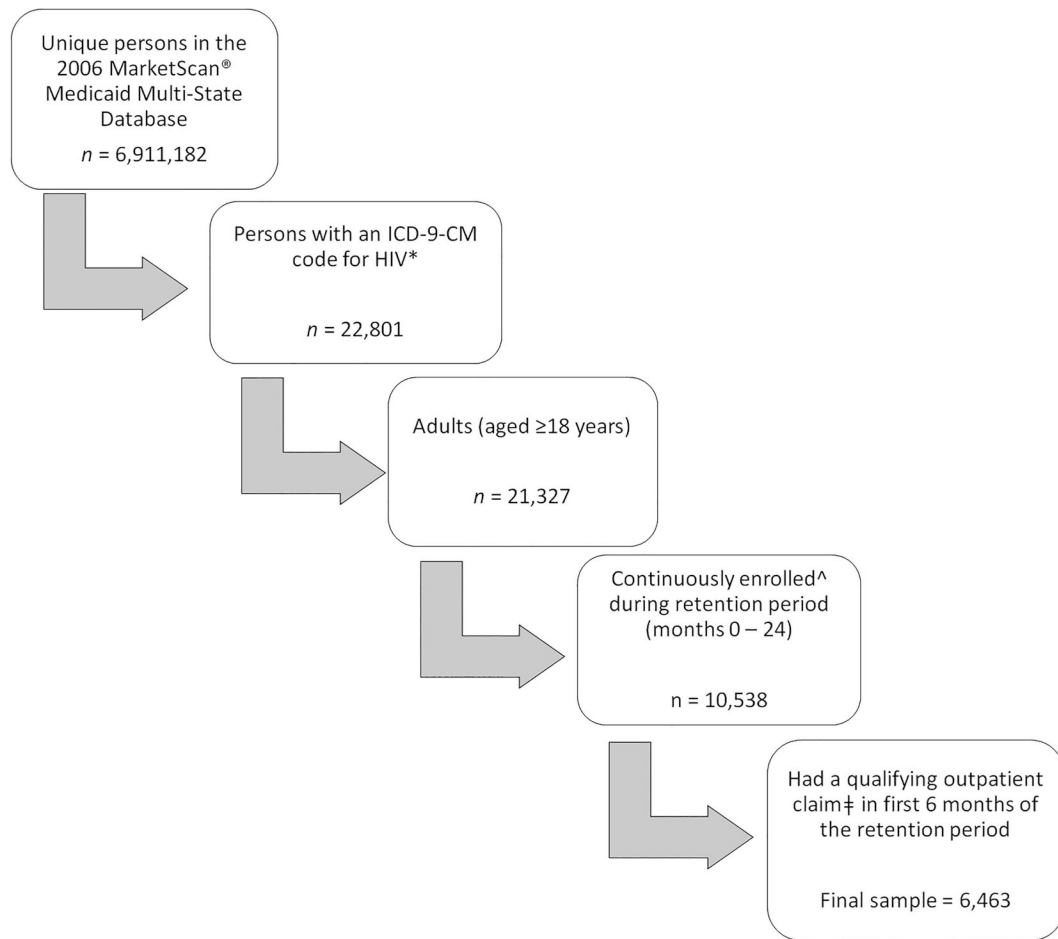 Unique persons in the
2006 MarketScan®
Medicaid Multi-State
Database
n = 6,911,182
Persons with an ICD-9-CM
code for HIV*
n = 22,801
Adults (aged ≥18 years)
n = 21,327
Continuously enrolled^
during retention period
(months 0 – 24)
n = 10,538
Had a qualifying outpatient
claim‡ in first 6 months of
the retention period
Final sample = 6,463